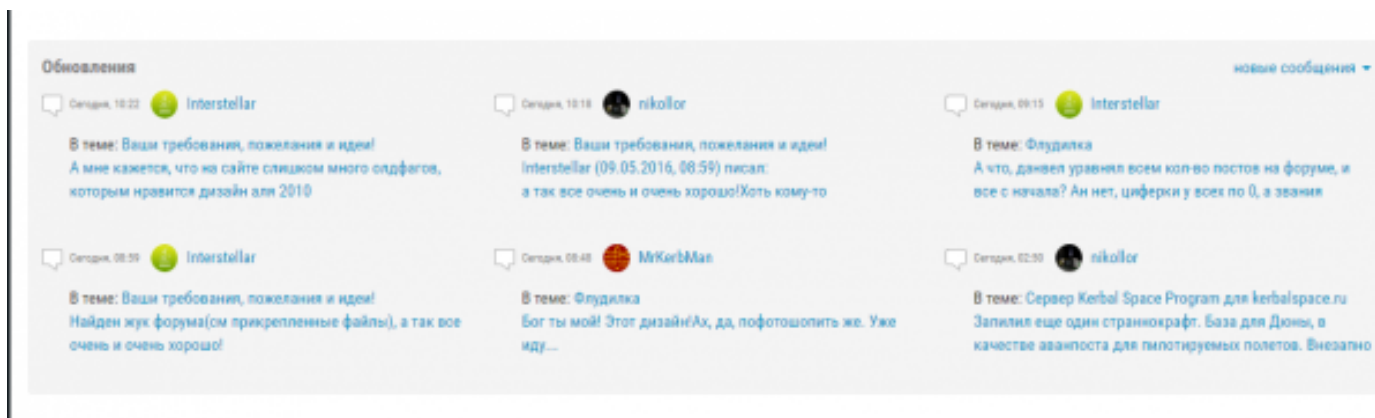 Обновления
новые сообщения
Сегодня, 10:22 Interstellar
В теме: Ваши требования, пожелания и идеи!
А мне кажется, что на сайте слишком много олдфагов,
которым нравится дизайн аля 2010
Сегодня, 10:18 nikollor
В теме: Ваши требования, пожелания и идеи!
Interstellar (09.05.2016, 08:59) писал:
а так все очень и очень хорошо!Хоть кому-то
Сегодня, 09:15 Interstellar
В теме: Флудилка
А что, данвел уравнял всем кол-во постов на форуме, и
все с начала? Ан нет, циферки у всех по 0, а звания
Сегодня, 08:59 Interstellar
В теме: Ваши требования, пожелания и идеи!
Найден жук форума(см прикрепленные файлы), а так все
очень и очень хорошо!
Сегодня, 08:48 MrKerbMan
В теме: Флудилка
Бог ты мой! Этот дизайн!Ах, да, пофотошопить же. Уже
иду...
Сегодня, 02:50 nikollor
В теме: Сервер Kerbal Space Program для kerbalspace.ru
Запилил еще один страннокрафт. База для Дюны, в
качестве аванпоста для пилотируемых полетов. Внезапно